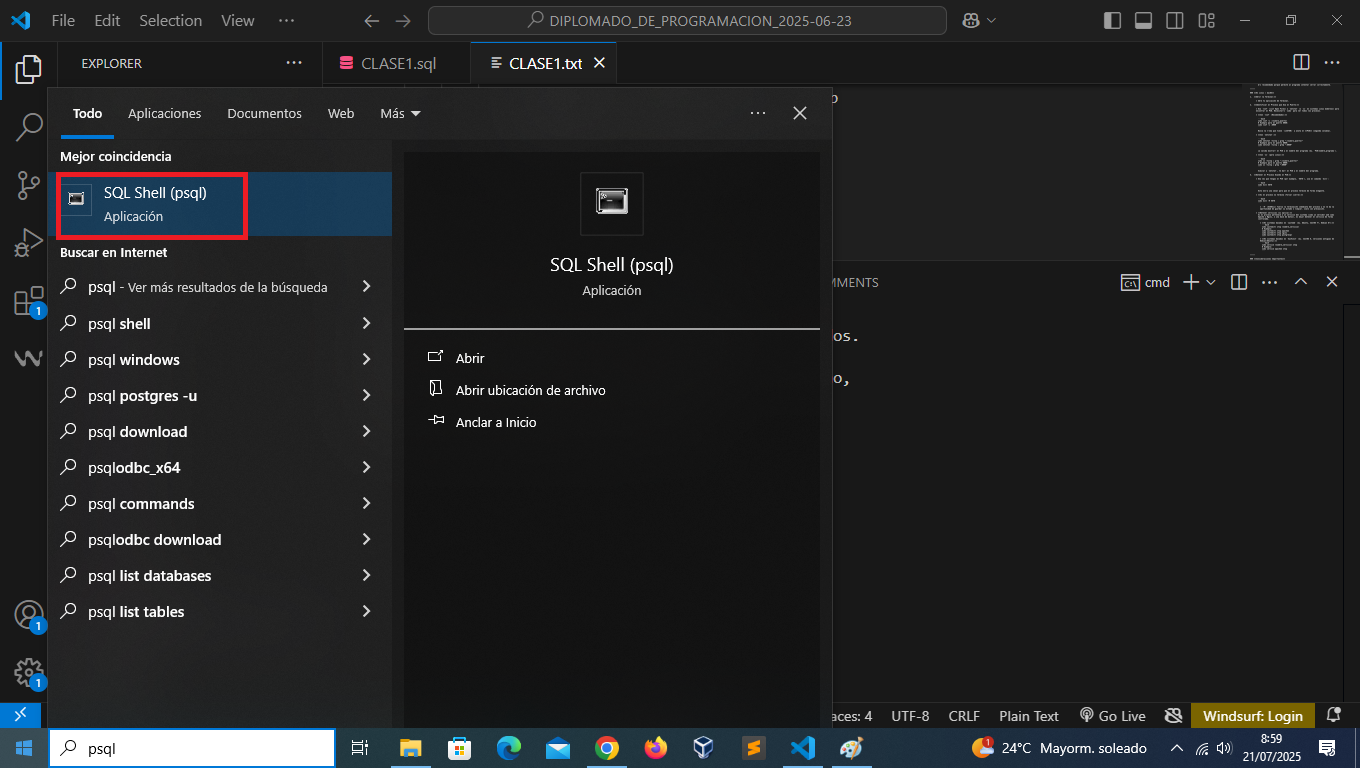 File Edit Selection View ···
DIPLOMADO_DE_PROGRAMACION_2025-06-23
EXPLORER ···
CLASE1.sql
CLASE1.txt
Todo Aplicaciones Documentos Web Más
Mejor coincidencia
SQL Shell (psql)
Aplicación
Buscar en Internet
psql - Ver más resultados de la búsqueda
psql shell
psql windows
psql postgres -u
psql download
psqlodbc_x64
psql commands
psqlodbc download
psql list databases
psql list tables
SQL Shell (psql)
Aplicación
Abrir
Abrir ubicación de archivo
Anclar a Inicio
MMENTS
cmd
os.
o,
1
1
1
aces: 4 UTF-8 CRLF Plain Text Go Live Windsurf: Login
psql
1
24°C Mayorm. soleado
8:59
21/07/2025